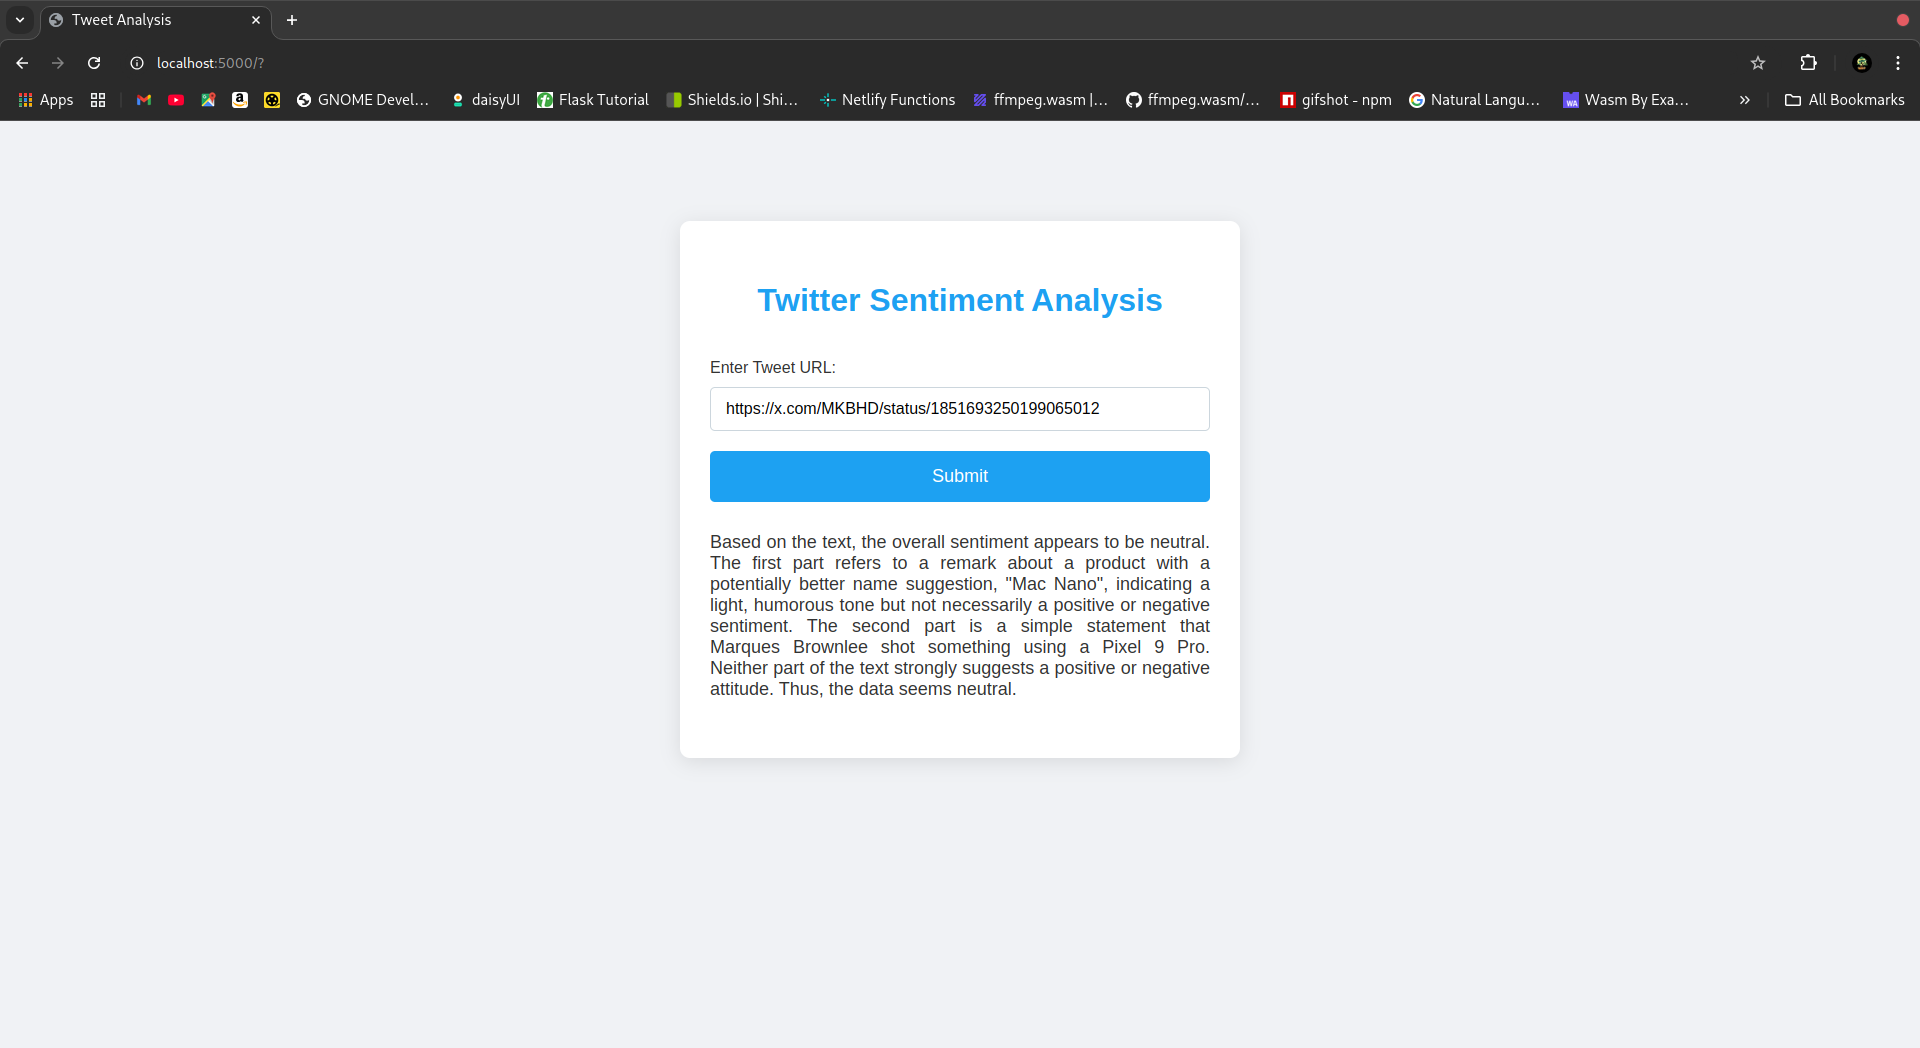 Tweet Analysis
localhost:5000/?
Apps
GNOME Devel...
daisyUI
Flask Tutorial
Shields.io | Shi...
Netlify Functions
ffmpeg.wasm |...
ffmpeg.wasm/...
gifshot - npm
Natural Langu...
WA
Wasm By Exa...
All Bookmarks
Twitter Sentiment Analysis
Enter Tweet URL:
https://x.com/MKBHD/status/1851693250199065012
Submit
Based on the text, the overall sentiment appears to be neutral.
The first part refers to a remark about a product with a
potentially better name suggestion, "Mac Nano", indicating a
light, humorous tone but not necessarily a positive or negative
sentiment. The second part is a simple statement that
Marques Brownlee shot something using a Pixel 9 Pro.
Neither part of the text strongly suggests a positive or negative
attitude. Thus, the data seems neutral.